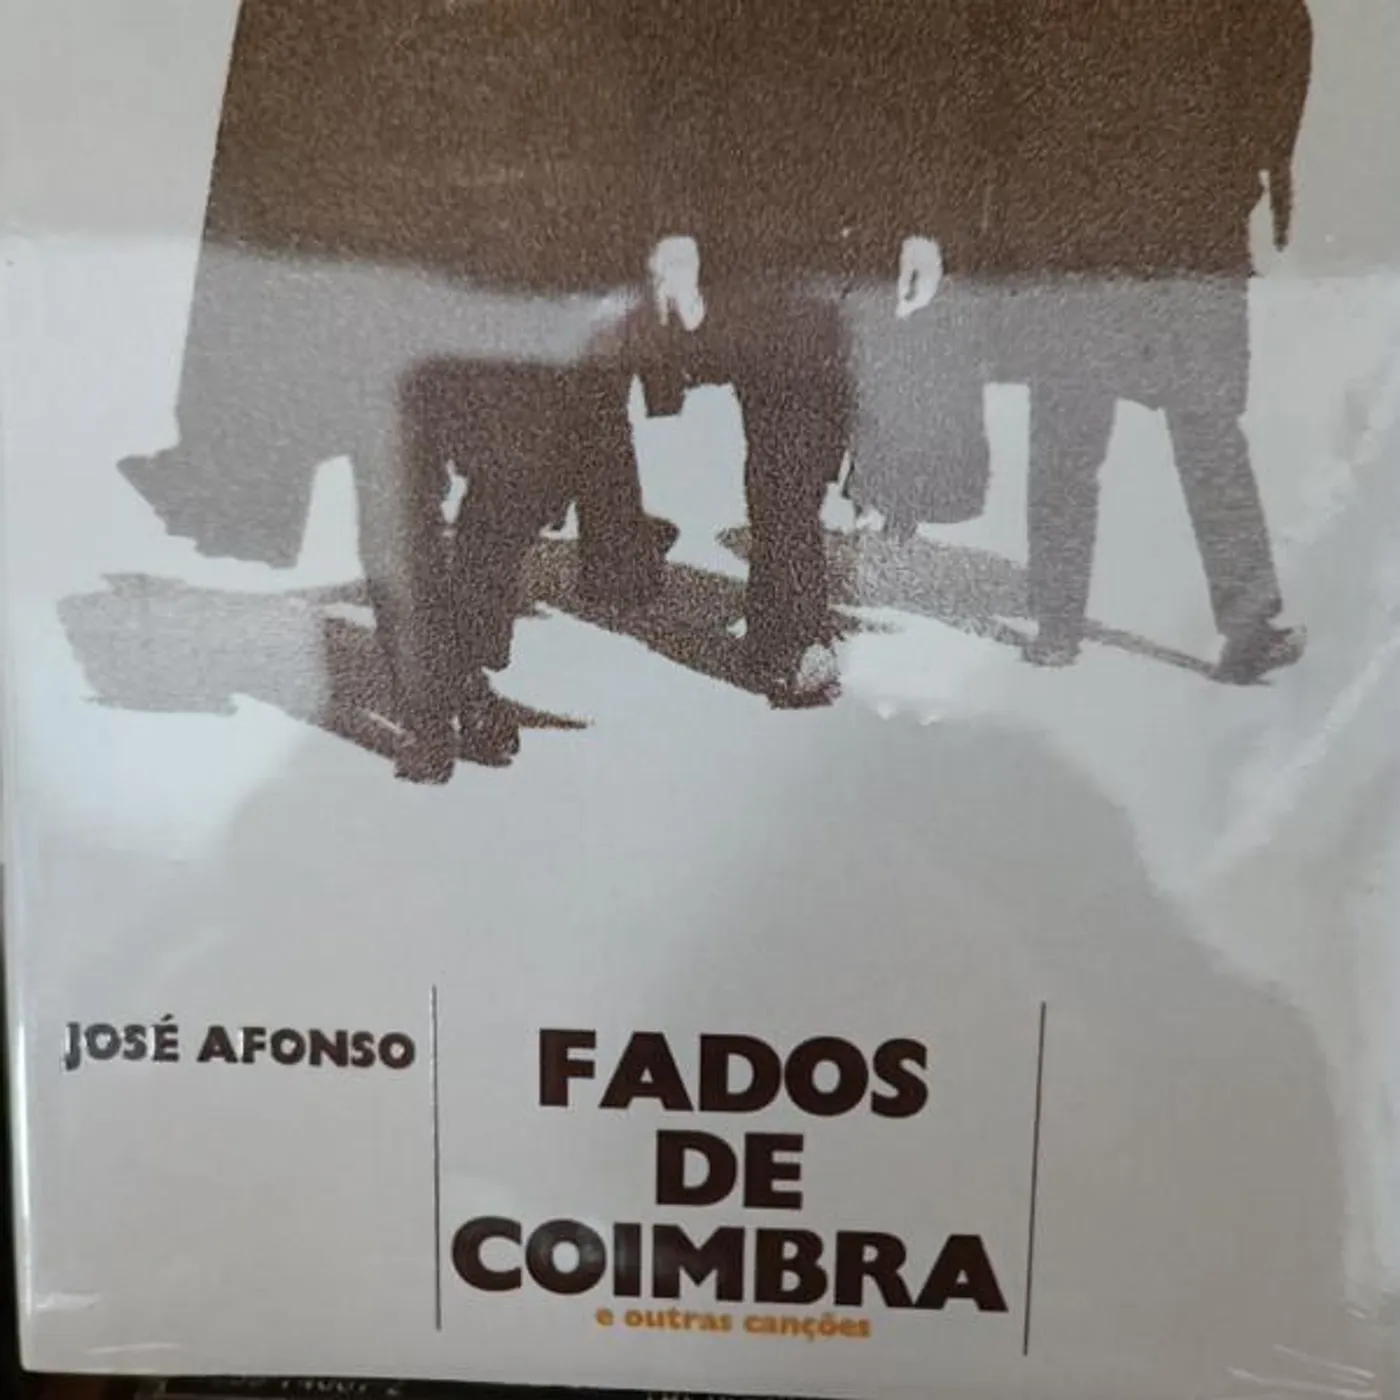 JOSÉ AFONSO
FADOS
DE
COIMBRA
e outras canções